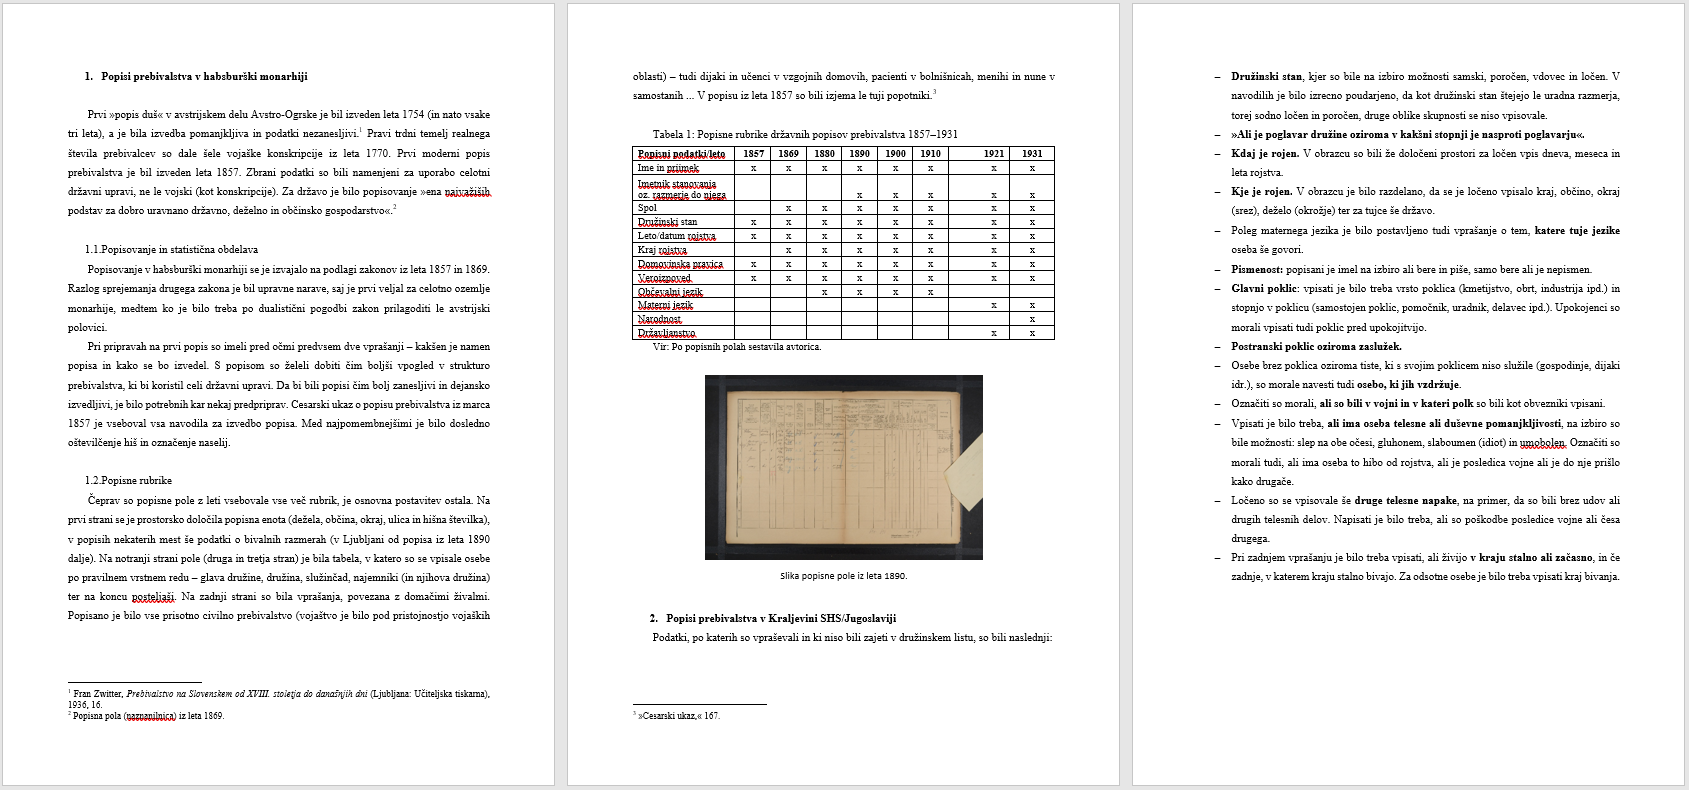 1. Popisi prebivalstva v habsburški monarhiji
Prvi »popis duš« v avstrijskem delu Avstro-Ogrske je bil izveden leta 1754 (in nato vsake
tri leta), a je bila izvedba pomanjkljiva in podatki nezanesljivi.1 Pravi trdni temelj realnega
števila prebivalcev so dale šele vojaške konskripcije iz leta 1770. Prvi moderni popis
prebivalstva je bil izveden leta 1857. Zbrani podatki so bili namenjeni za uporabo celotni
državni upravi, ne le vojski (kot konskripcije). Za državo je bilo popisovanje »ena najvažiših
podstav za dobro uravnano državno, deželno in občinsko gospodarstvo«.2
1.1.Popisovanje in statistična obdelava
Popisovanje v habsburški monarhiji se je izvajalo na podlagi zakonov iz leta 1857 in 1869.
Razlog sprejemanja drugega zakona je bil upravne narave, saj je prvi veljal za celotno ozemlje
monarhije, medtem ko je bilo treba po dualistični pogodbi zakon prilagoditi le avstrijski
polovici.
Pri pripravah na prvi popis so imeli pred očmi predvsem dve vprašanji – kakšen je namen
popisa in kako se bo izvedel. S popisom so želeli dobiti čim boljši vpogled v strukturo
prebivalstva, ki bi koristil celi državni upravi. Da bi bili popisi čim bolj zanesljivi in dejansko
izvedljivi, je bilo potrebnih kar nekaj predpriprav. Cesarski ukaz o popisu prebivalstva iz marca
1857 je vseboval vsa navodila za izvedbo popisa. Med najpomembnejšimi je bilo dosledno
oštevilčenje hiš in označenje naselij.
1.2.Popisne rubrike
Čeprav so popisne pole z leti vsebovale vse več rubrik, je osnovna postavitev ostala. Na
prvi strani se je prostorsko določila popisna enota (dežela, občina, okraj, ulica in hišna številka),
v popisih nekaterih mest še podatki o bivalnih razmerah (v Ljubljani od popisa iz leta 1890
dalje). Na notranji strani pole (druga in tretja stran) je bila tabela, v katero so se vpisale osebe
po pravilnem vrstnem redu – glava družine, družina, služinčad, najemniki (in njihova družina)
ter na koncu posteljaši. Na zadnji strani so bila vprašanja, povezana z domačimi živalmi.
Popisano je bilo vse prisotno civilno prebivalstvo (vojaštvo je bilo pod pristojnostjo vojaških
1 Fran Zwitter, Prebivalstvo na Slovenskem od XVIII. stoletja do današnjih dni (Ljubljana: Učiteljska tiskarna),
1936, 16.
2 Popisna pola (naznanilnica) iz leta 1869.
oblasti) – tudi dijaki in učenci v vzgojnih domovih, pacienti v bolnišnicah, menihi in nune v
samostanih ... V popisu iz leta 1857 so bili izjema le tuji popotniki.3
Tabela 1: Popisne rubrike državnih popisov prebivalstva 1857–1931
Popisni podatki/leto 1857 1869 1880 1890 1900 1910 1921 1931
Ime in priimek x x x x x x x x
Imetnik stanovanja
oz. razmerje do njega x x x x x
Spol x x x x x x x
Družinski stan x x x x x x x x
Leto/datum rojstva x x x x x x x x
Kraj rojstva x x x x x x x
Domovinska pravica x x x x x x x x
Veroizpoved x x x x x x x x
Občevalni jezik x x x x
Materni jezik x x
Narodnost x
Državljanstvo x x
Vir: Po popisnih polah sestavila avtorica.
Slika popisne pole iz leta 1890.
2. Popisi prebivalstva v Kraljevini SHS/Jugoslaviji
Podatki, po katerih so vpraševali in ki niso bili zajeti v družinskem listu, so bili naslednji:
3 »Cesarski ukaz,« 167.
– Družinski stan, kjer so bile na izbiro možnosti samski, poročen, vdovec in ločen. V
navodilih je bilo izrecno poudarjeno, da kot družinski stan štejejo le uradna razmerja,
torej sodno ločen in poročen, druge oblike skupnosti se niso vpisovale.
– »Ali je poglavar družine oziroma v kakšni stopnji je nasproti poglavarju«.
– Kdaj je rojen. V obrazcu so bili že določeni prostori za ločen vpis dneva, meseca in
leta rojstva.
– Kje je rojen. V obrazcu je bilo razdelano, da se je ločeno vpisalo kraj, občino, okraj
(srez), deželo (okrožje) ter za tujce še državo.
– Poleg maternega jezika je bilo postavljeno tudi vprašanje o tem, katere tuje jezike
oseba še govori.
– Pismenost: popisani je imel na izbiro ali bere in piše, samo bere ali je nepismen.
– Glavni poklic: vpisati je bilo treba vrsto poklica (kmetijstvo, obrt, industrija ipd.) in
stopnjo v poklicu (samostojen poklic, pomočnik, uradnik, delavec ipd.). Upokojenci so
morali vpisati tudi poklic pred upokojitvijo.
– Postranski poklic oziroma zaslužek.
– Osebe brez poklica oziroma tiste, ki s svojim poklicem niso služile (gospodinje, dijaki
idr.), so morale navesti tudi osebo, ki jih vzdržuje.
– Označiti so morali, ali so bili v vojni in v kateri polk so bili kot obvezniki vpisani.
– Vpisati je bilo treba, ali ima oseba telesne ali duševne pomanjkljivosti, na izbiro so
bile možnosti: slep na obe očesi, gluhonem, slaboumen (idiot) in umobolen. Označiti so
morali tudi, ali ima oseba to hibo od rojstva, ali je posledica vojne ali je do nje prišlo
kako drugače.
– Ločeno so se vpisovale še druge telesne napake, na primer, da so bili brez udov ali
drugih telesnih delov. Napisati je bilo treba, ali so poškodbe posledice vojne ali česa
drugega.
– Pri zadnjem vprašanju je bilo treba vpisati, ali živijo v kraju stalno ali začasno, in če
zadnje, v katerem kraju stalno bivajo. Za odsotne osebe je bilo treba vpisati kraj bivanja.